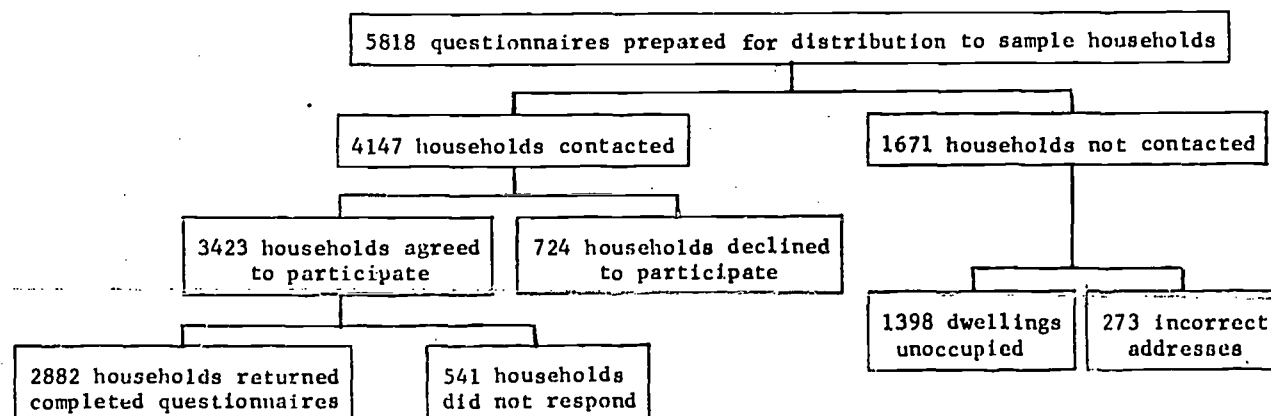 5818 questionnaires prepared for distribution to sample households
4147 households contacted
1671 households not contacted
3423 households agreed
to participate
724 households declined
to participate
1398 dwellings
unoccupied
273 incorrect
addresses
2882 households returned
completed questionnaires
541 households
did not respond